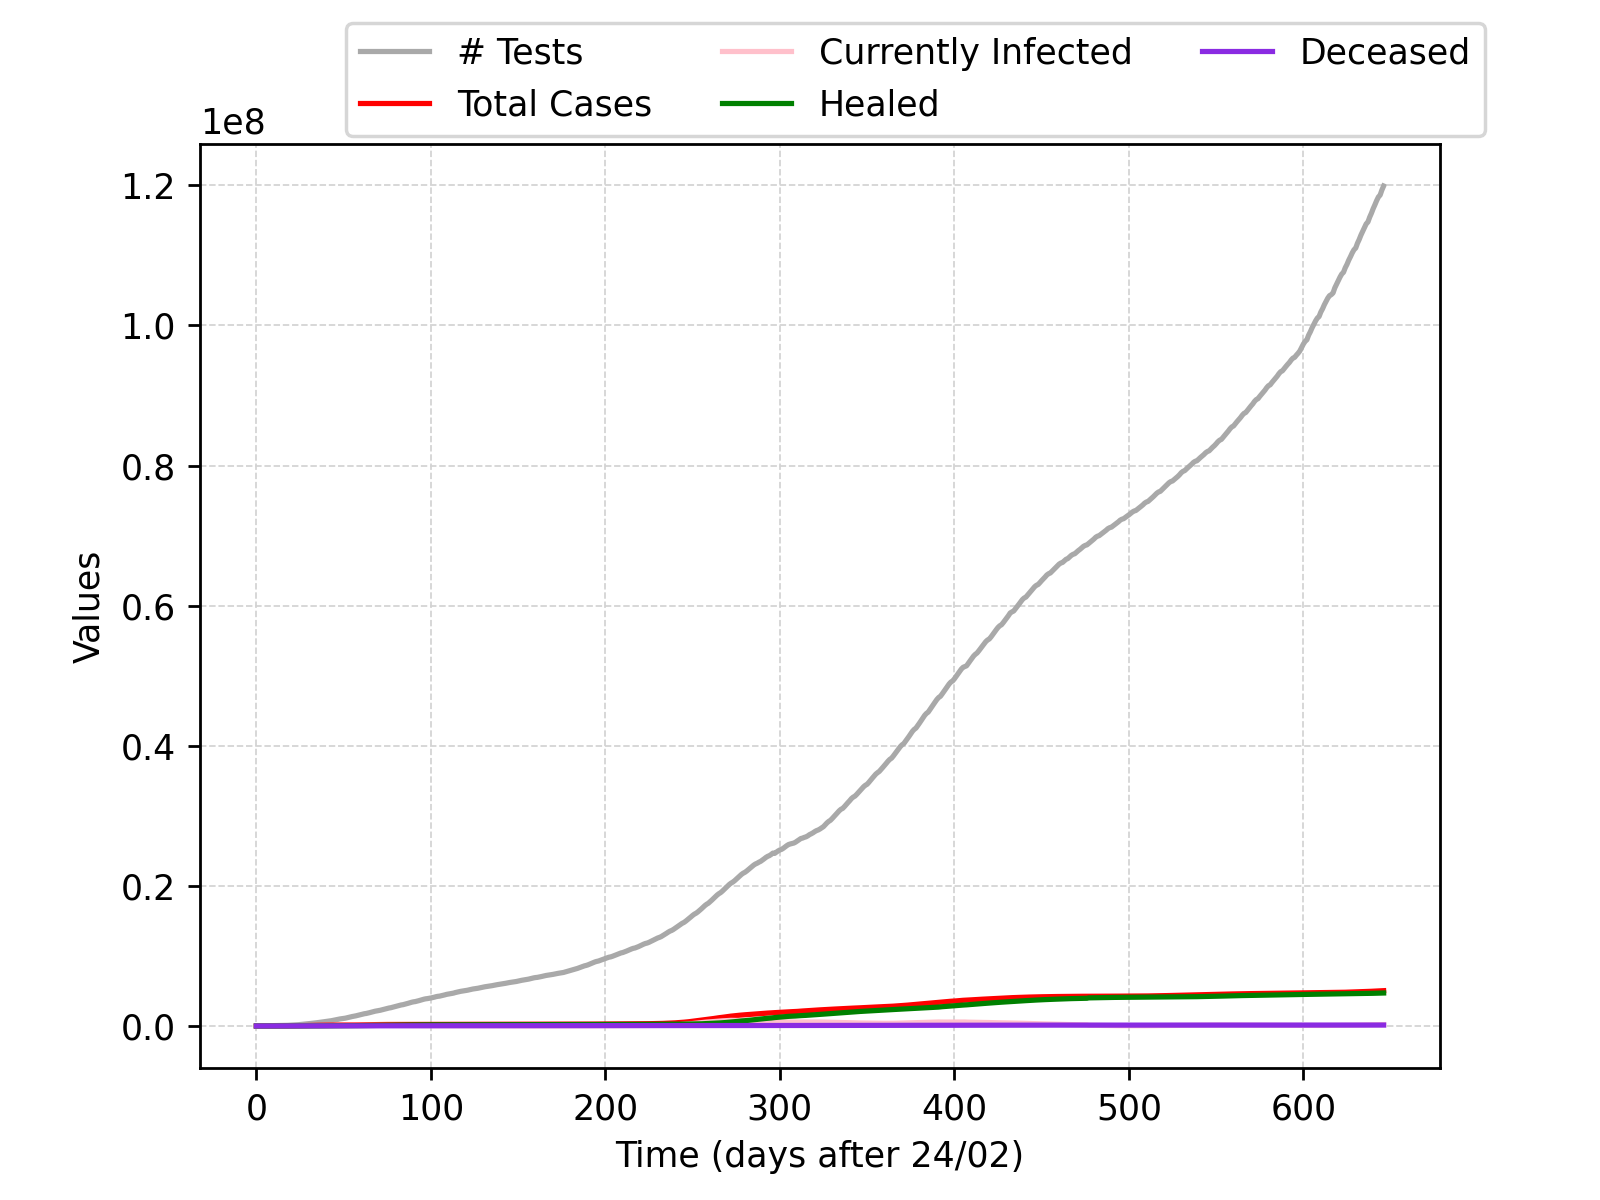 # Tests Currently Infected Deceased
Total Cases Healed
1e8
1.2
1.0
0.8
0.6
0.4
0.2
0.0
Values
0 100 200 300 400 500 600
Time (days after 24/02)